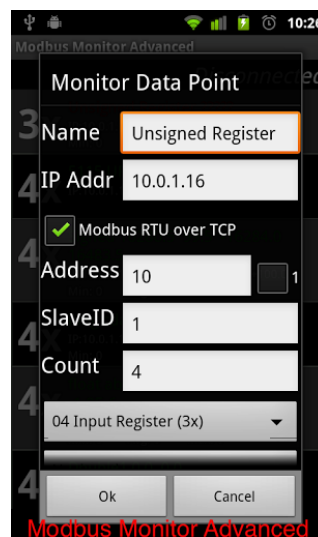 10:26
Modbus Monitor Advanced
Monitor Data Point
Name Unsigned Register
IP Addr 10.0.1.16
Modbus RTU over TCP
Address 10 1
SlaveID 1
Count 4
04 Input Register (3x)
Ok Cancel
Modbus Monitor Advanced